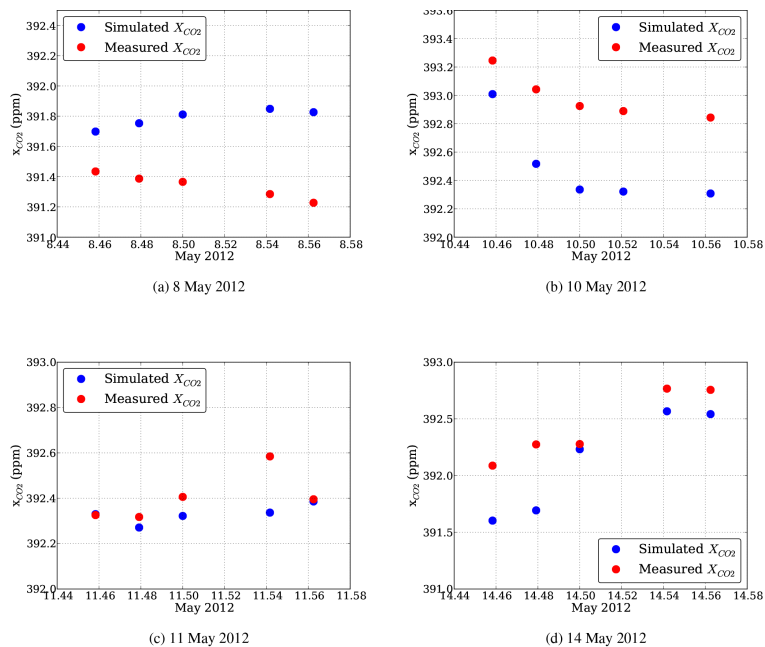 392.4
392.2
392.0
391.8
391.6
391.4
391.2
391.0
x_CO2 (ppm)
Simulated X_CO2
Measured X_CO2
8.44 8.46 8.48 8.50 8.52 8.54 8.56 8.58
May 2012
(a) 8 May 2012
393.6
393.4
393.2
393.0
392.8
392.6
392.4
392.2
392.0
x_CO2 (ppm)
Simulated X_CO2
Measured X_CO2
10.44 10.46 10.48 10.50 10.52 10.54 10.56 10.58
May 2012
(b) 10 May 2012
393.0
392.8
392.6
392.4
392.2
392.0
x_CO2 (ppm)
Simulated X_CO2
Measured X_CO2
11.44 11.46 11.48 11.50 11.52 11.54 11.56 11.58
May 2012
(c) 11 May 2012
393.0
392.5
392.0
391.5
391.0
x_CO2 (ppm)
Simulated X_CO2
Measured X_CO2
14.44 14.46 14.48 14.50 14.52 14.54 14.56 14.58
May 2012
(d) 14 May 2012